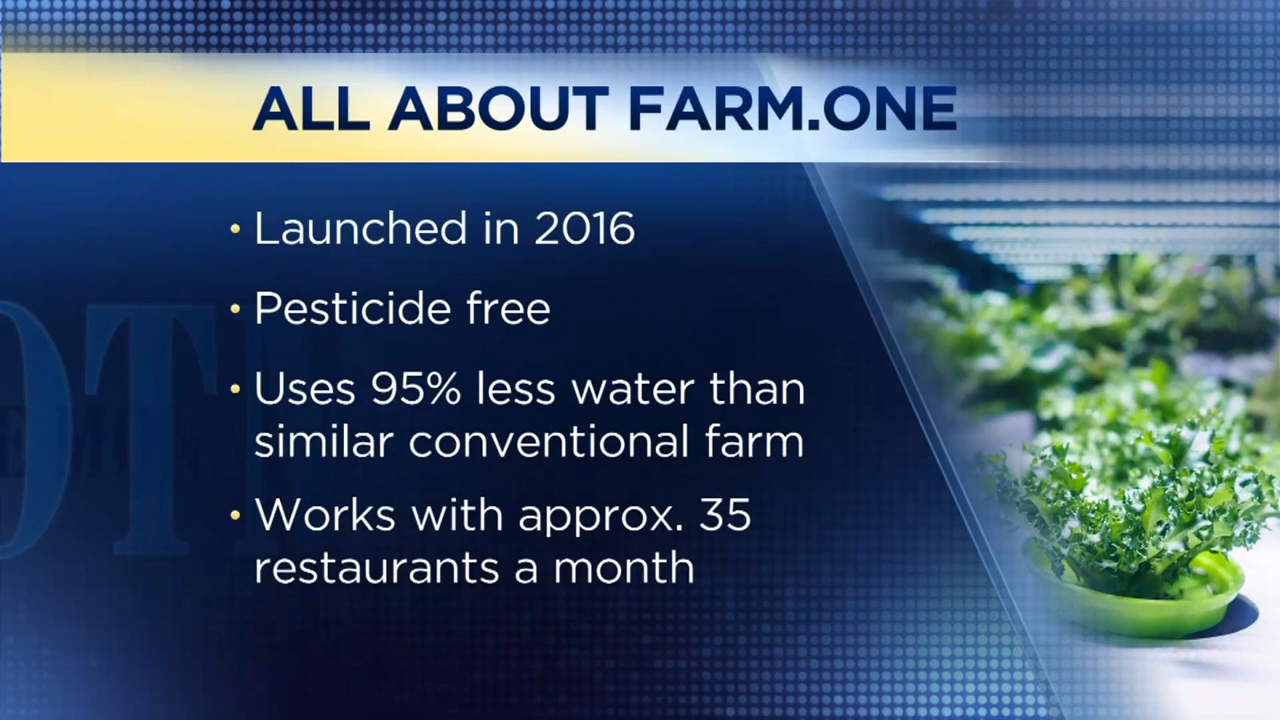 ALL ABOUT FARM.ONE
• Launched in 2016
• Pesticide free
• Uses 95% less water than
similar conventional farm
• Works with approx. 35
restaurants a month